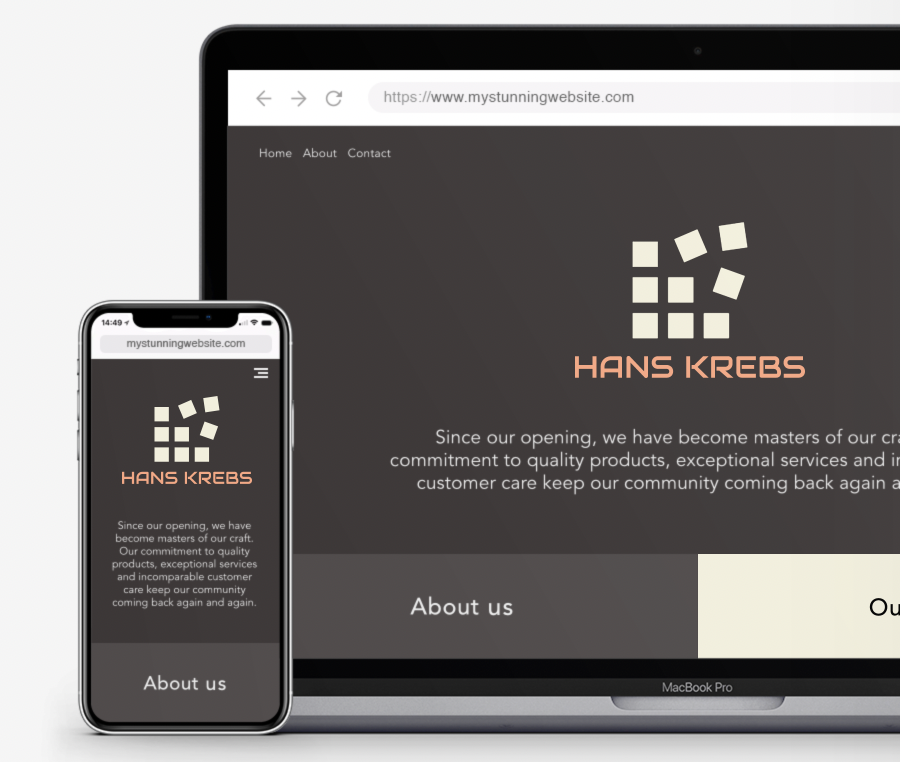 https://www.mystunningwebsite.com
Home About Contact
HANS KREBS
Since our opening, we have become masters of our cra
commitment to quality products, exceptional services and in
customer care keep our community coming back again a
About us
Ou
MacBook Pro
14:49
mystunningwebsite.com
HANS KREBS
Since our opening, we have
become masters of our craft.
Our commitment to quality
products, exceptional services
and incomparable customer
care keep our community
coming back again and again.
About us